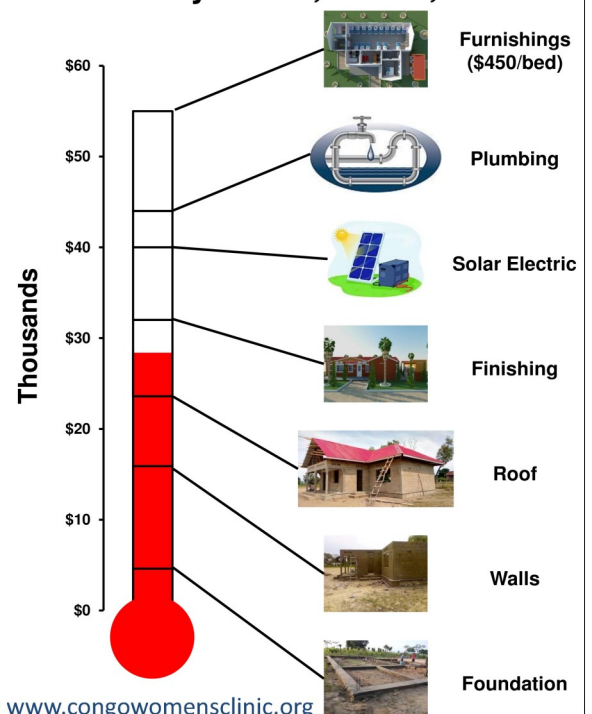 Furnishings
($450/bed)
$60
$50
Plumbing
$40
Solar Electric
Thousands
$30
Finishing
$20
Roof
$10
Walls
$0
Foundation
www.congowomensclinic.org